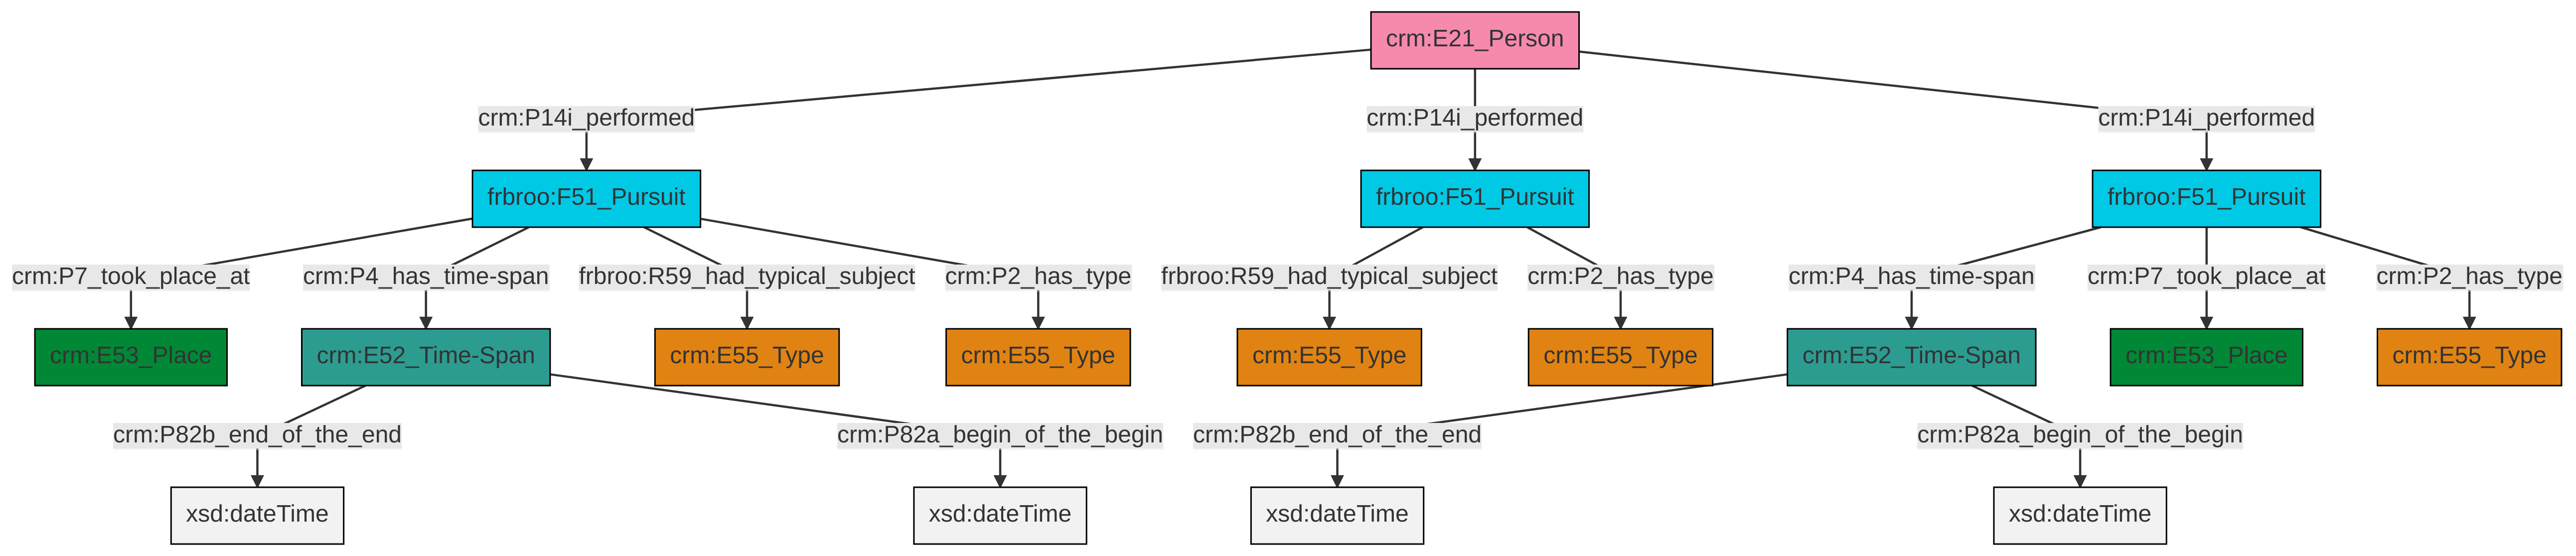 crm:E21_Person
crm:P14i_performed
crm:P14i_performed
crm:P14i_performed
frbroo:F51_Pursuit
frbroo:F51_Pursuit
frbroo:F51_Pursuit
crm:P7_took_place_at
crm:P4_has_time-span
frbroo:R59_had_typical_subject
crm:P2_has_type
frbroo:R59_had_typical_subject
crm:P2_has_type
crm:P4_has_time-span
crm:P7_took_place_at
crm:P2_has_type
crm:E53_Place
crm:E52_Time-Span
crm:E55_Type
crm:E55_Type
crm:E55_Type
crm:E55_Type
crm:E52_Time-Span
crm:E53_Place
crm:E55_Type
crm:P82b_end_of_the_end
crm:P82a_begin_of_the_begin
crm:P82b_end_of_the_end
crm:P82a_begin_of_the_begin
xsd:dateTime
xsd:dateTime
xsd:dateTime
xsd:dateTime